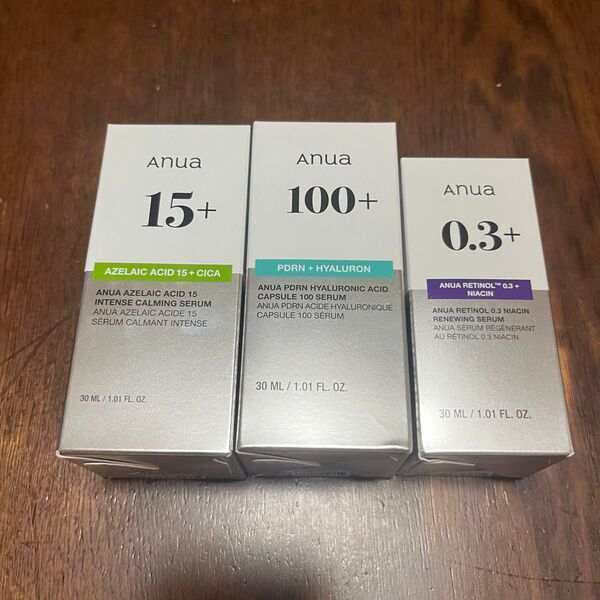 Anua
15+
AZELAIC ACID 15 + CICA
ANUA AZELAIC ACID 15
INTENSE CALMING SERUM
ANUA AZELAIC ACIDE 15
SÉRUM CALMANT INTENSE
30 ML / 1.01 FL. OZ.
Anua
100+
PDRN + HYALURON
ANUA PDRN HYALURONIC ACID
CAPSULE 100 SERUM
ANUA PDRN ACIDE HYALURONIQUE
CAPSULE 100 SÉRUM
30 ML / 1.01 FL. OZ.
Anua
0.3+
ANUA RETINOL™ 0.3 +
NIACIN
ANUA RETINOL 0.3 NIACIN
RENEWING SERUM
ANUA SÉRUM RÉGÉNÉRANT
AU RÉTINOL 0.3 NIACIN
30 ML / 1.01 FL. OZ.